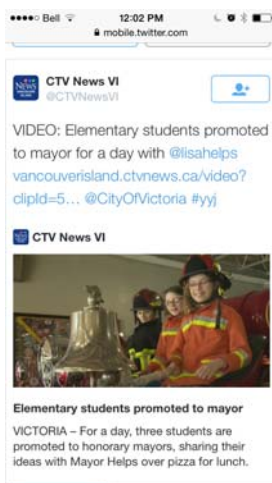 Bell 12:02 PM
mobile.twitter.com
NEWS
CTV News VI
@CTVNewsVI
VIDEO: Elementary students promoted
to mayor for a day with @lisahelps
vancouverisland.ctvnews.ca/video?
clipId=5… @CityOfVictoria #yyj
CTV News VI
Elementary students promoted to mayor
VICTORIA – For a day, three students are
promoted to honorary mayors, sharing their
ideas with Mayor Helps over pizza for lunch.